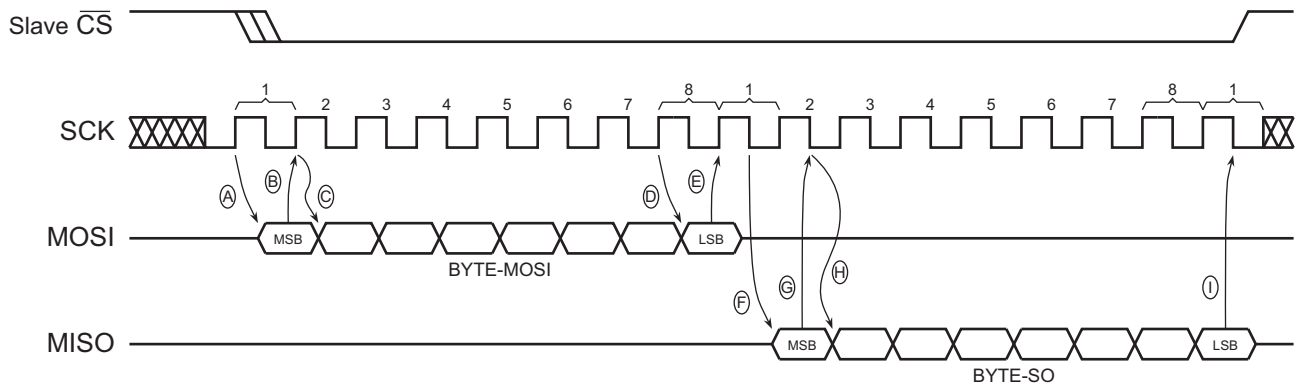 Slave C̅S̅
1 2 3 4 5 6 7 8 1 2 3 4 5 6 7 8 1
SCK
A B C D E
MOSI MSB LSB
BYTE-MOSI
F G H I
MISO MSB LSB
BYTE-SO